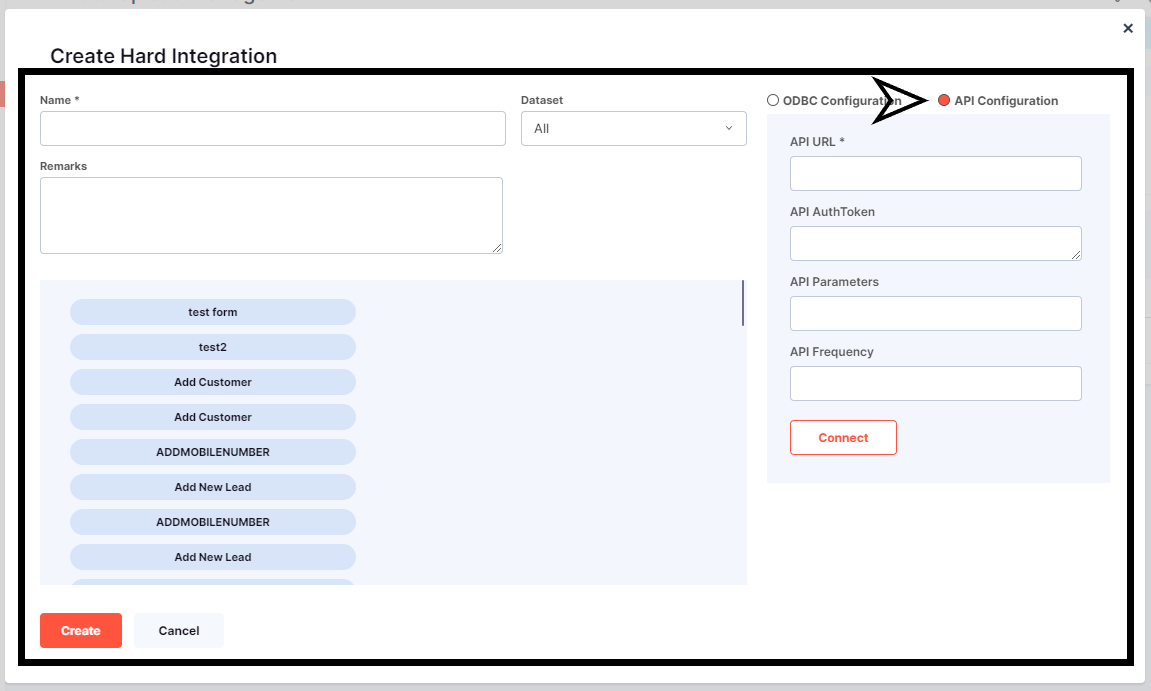 Create Hard Integration
Name *
Dataset
All
Remarks
ODBC Configuration
API Configuration
API URL *
API AuthToken
API Parameters
API Frequency
Connect
test form
test2
Add Customer
Add Customer
ADDMOBILENUMBER
Add New Lead
ADDMOBILENUMBER
Add New Lead
Create
Cancel